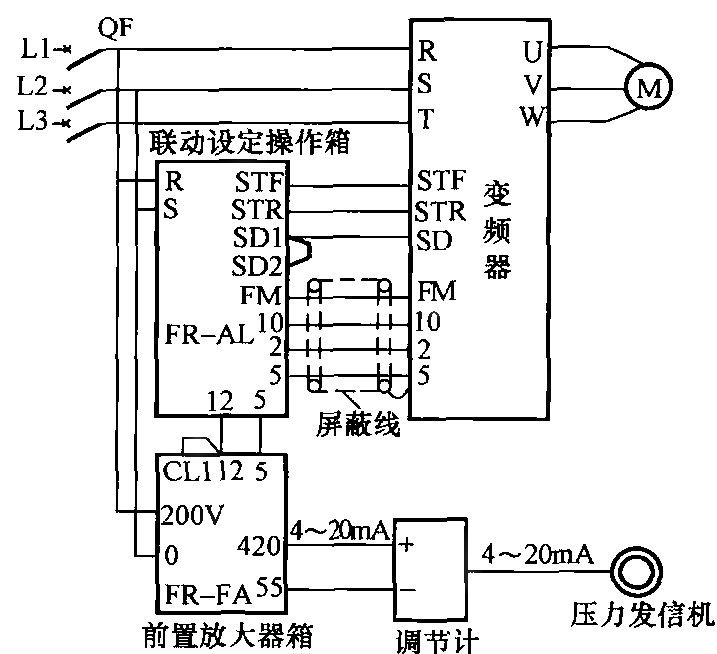 QF
L1
L2
L3
R
S
T
U
V
W
M
联动设定操作箱
R
S
STF
STR
SD1
SD2
FM
10
2
5
FR-AL
12 5
STF
STR
SD
FM
10
2
5
变频器
屏蔽线
CL1 12 5
200V
0
420
55
FR-FA
前置放大器箱
4~20mA
+
-
调节计
4~20mA
压力发信机